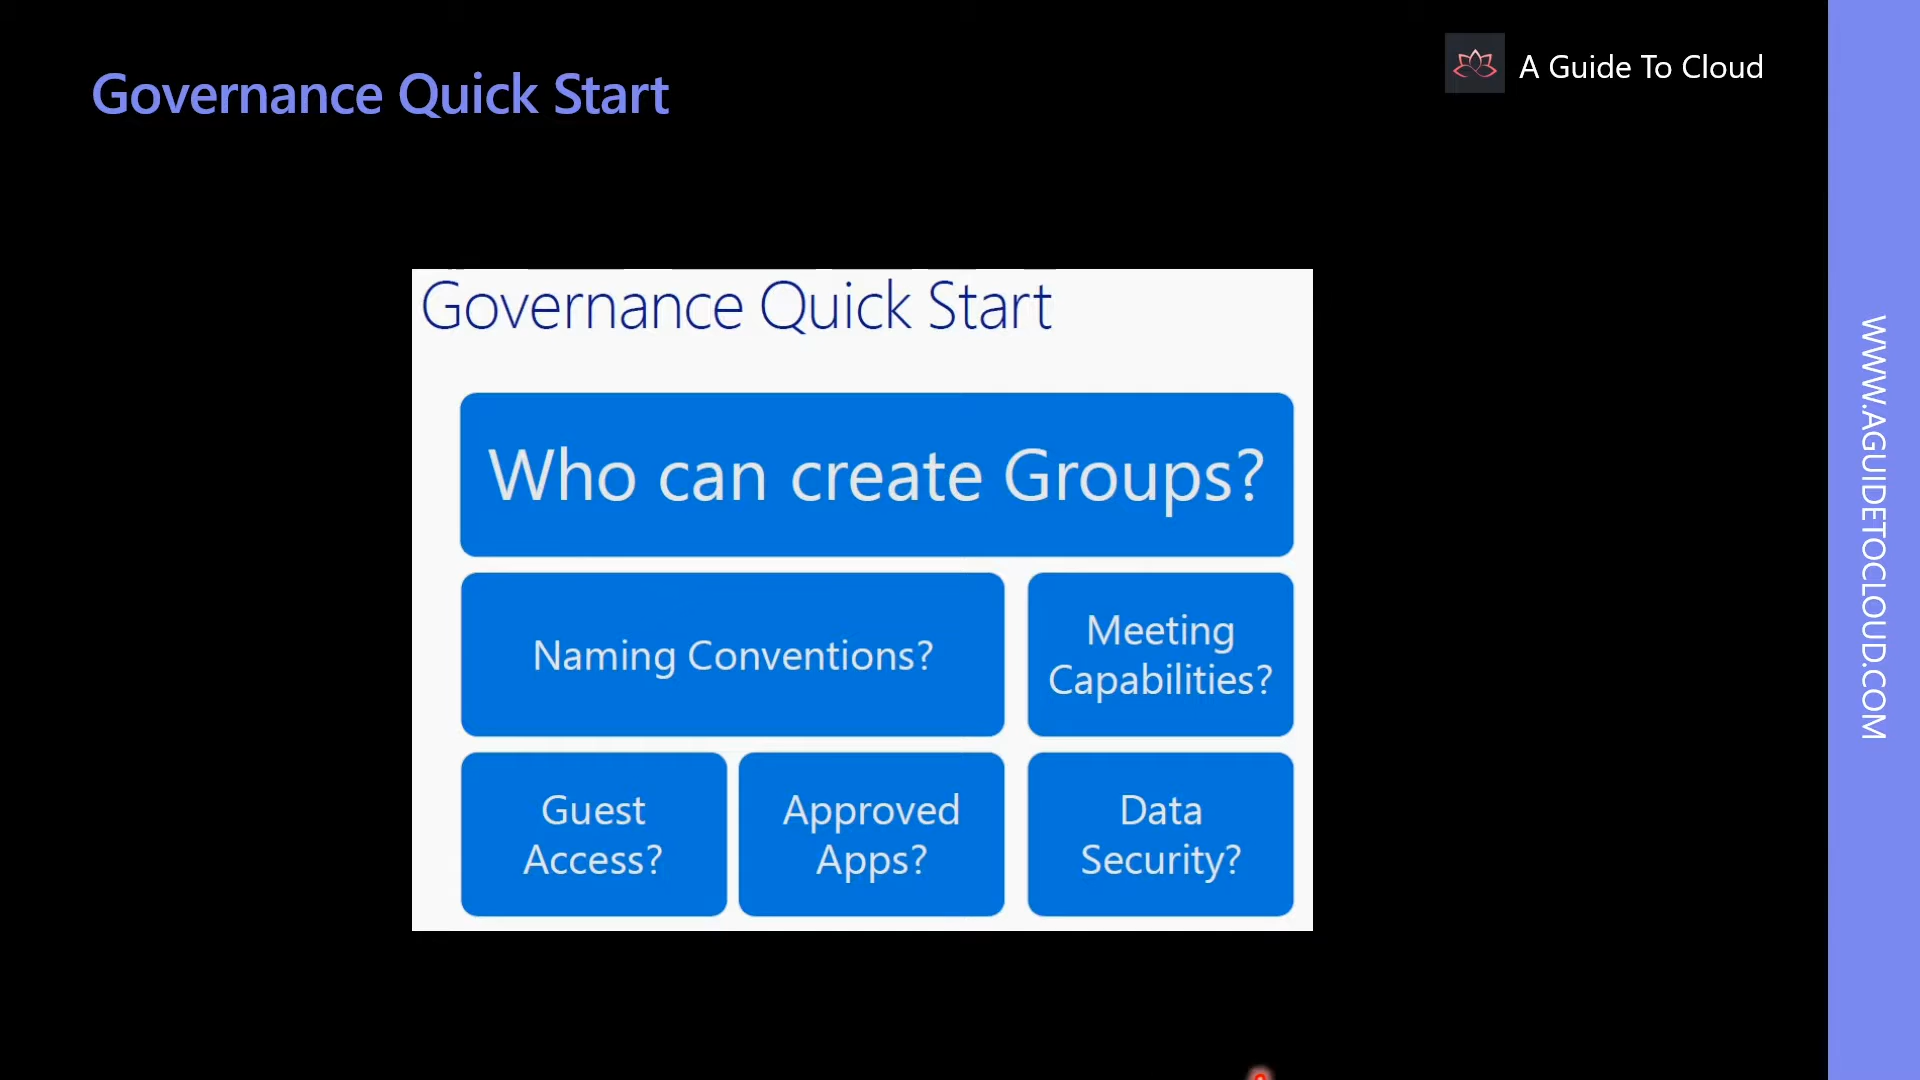 Governance Quick Start
A Guide To Cloud
Governance Quick Start
Who can create Groups?
Naming Conventions?
Meeting
Capabilities?
Guest
Access?
Approved
Apps?
Data
Security?
WWW.AGUIDETOCLOUD.COM